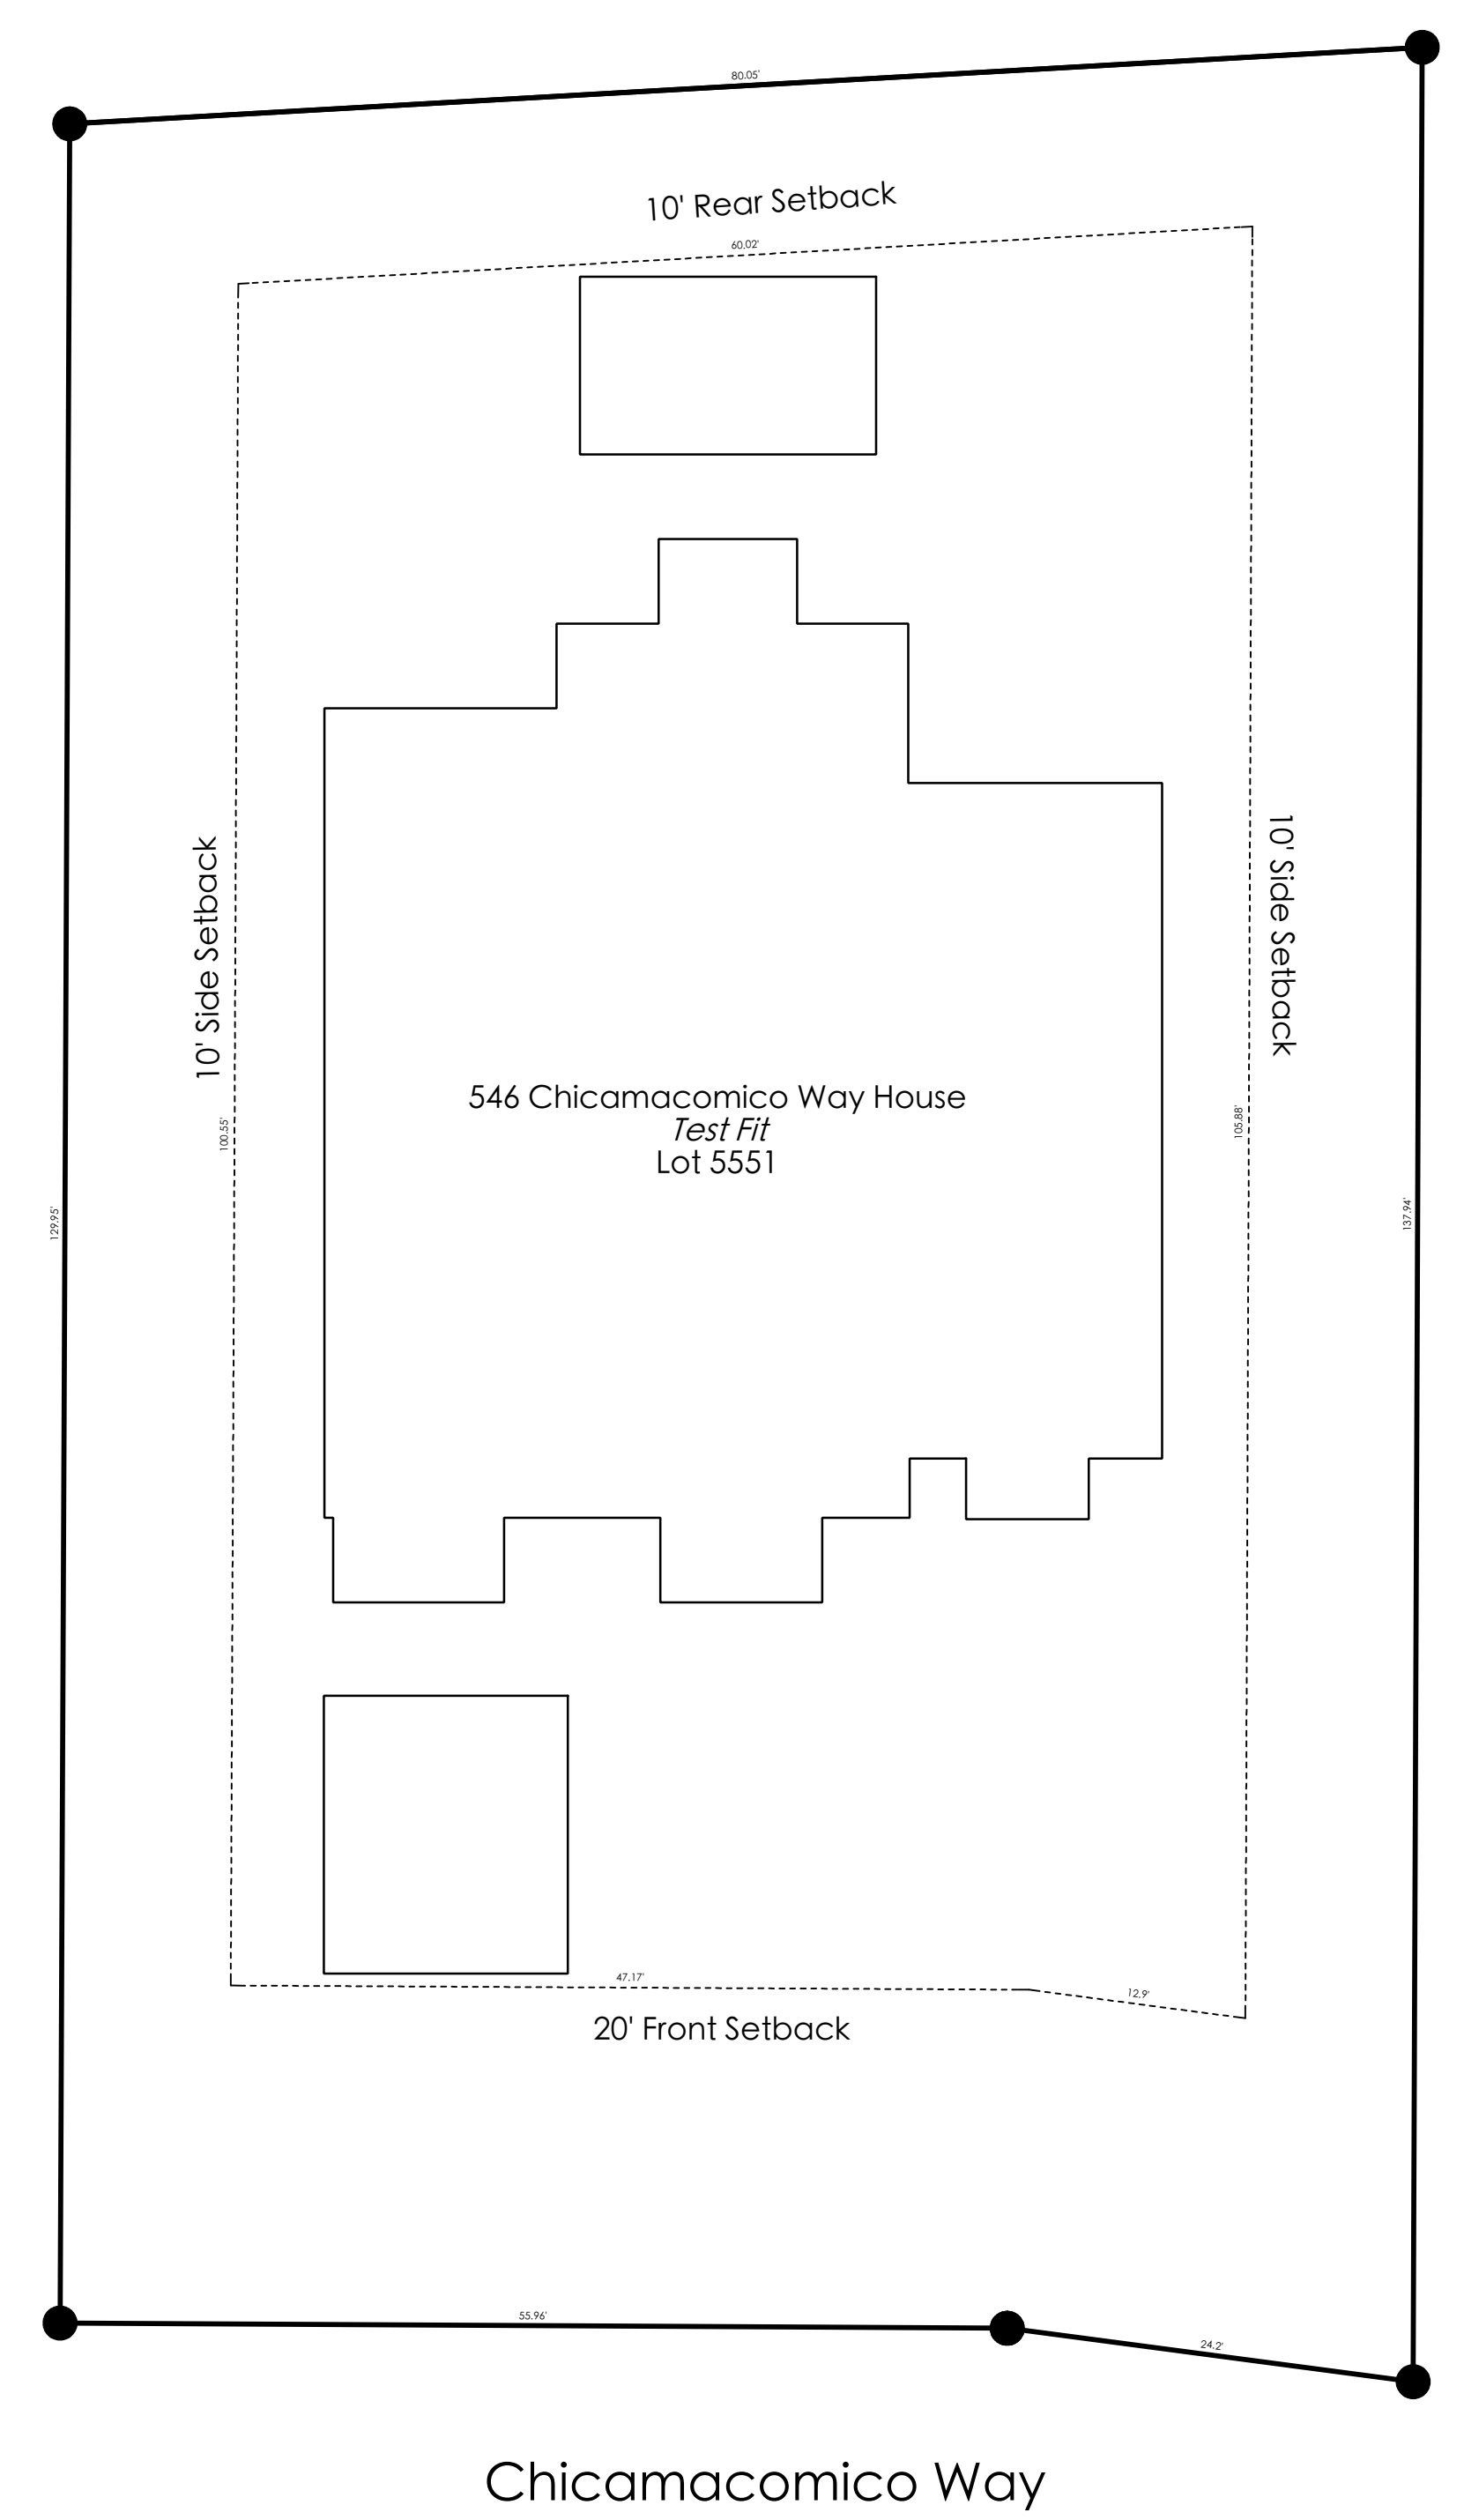 80.05'
10' Rear Setback
60.02'
10' Side Setback
10' Side Setback
546 Chicamacomico Way House
Test Fit
Lot 5551
100.55'
105.88'
129.95'
137.94'
47.17'
12.9'
20' Front Setback
55.96'
24.2'
Chicamacomico Way